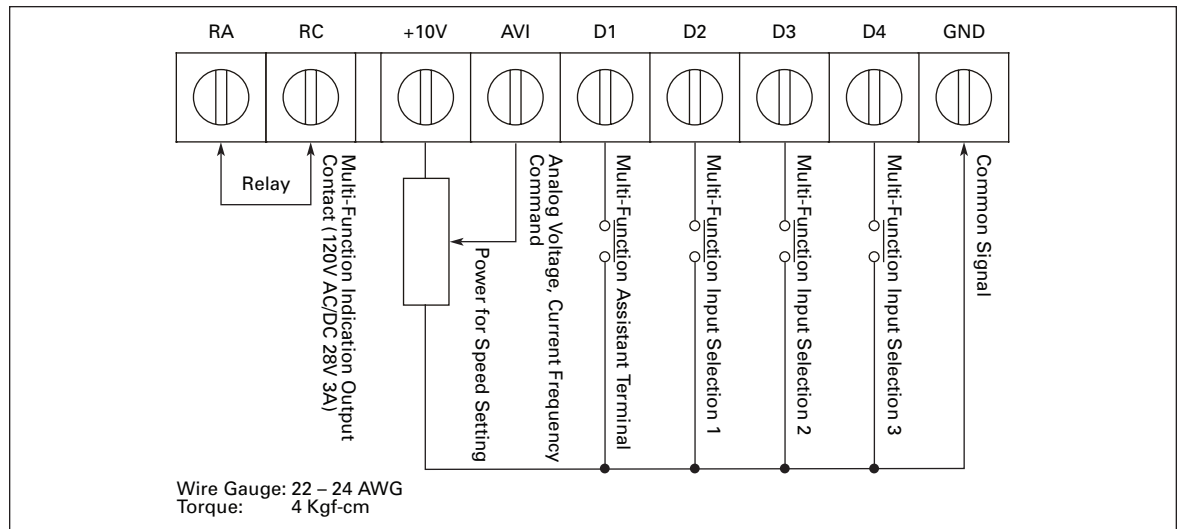 RA RC +10V AVI D1 D2 D3 D4 GND
Relay
Multi-Function Indication Output
Contact (120V AC/DC 28V 3A)
Power for Speed Setting
Analog Voltage, Current Frequency
Command
Multi-Function Assistant Terminal
Multi-Function Input Selection 1
Multi-Function Input Selection 2
Multi-Function Input Selection 3
Common Signal
Wire Gauge: 22 – 24 AWG
Torque: 4 Kgf-cm